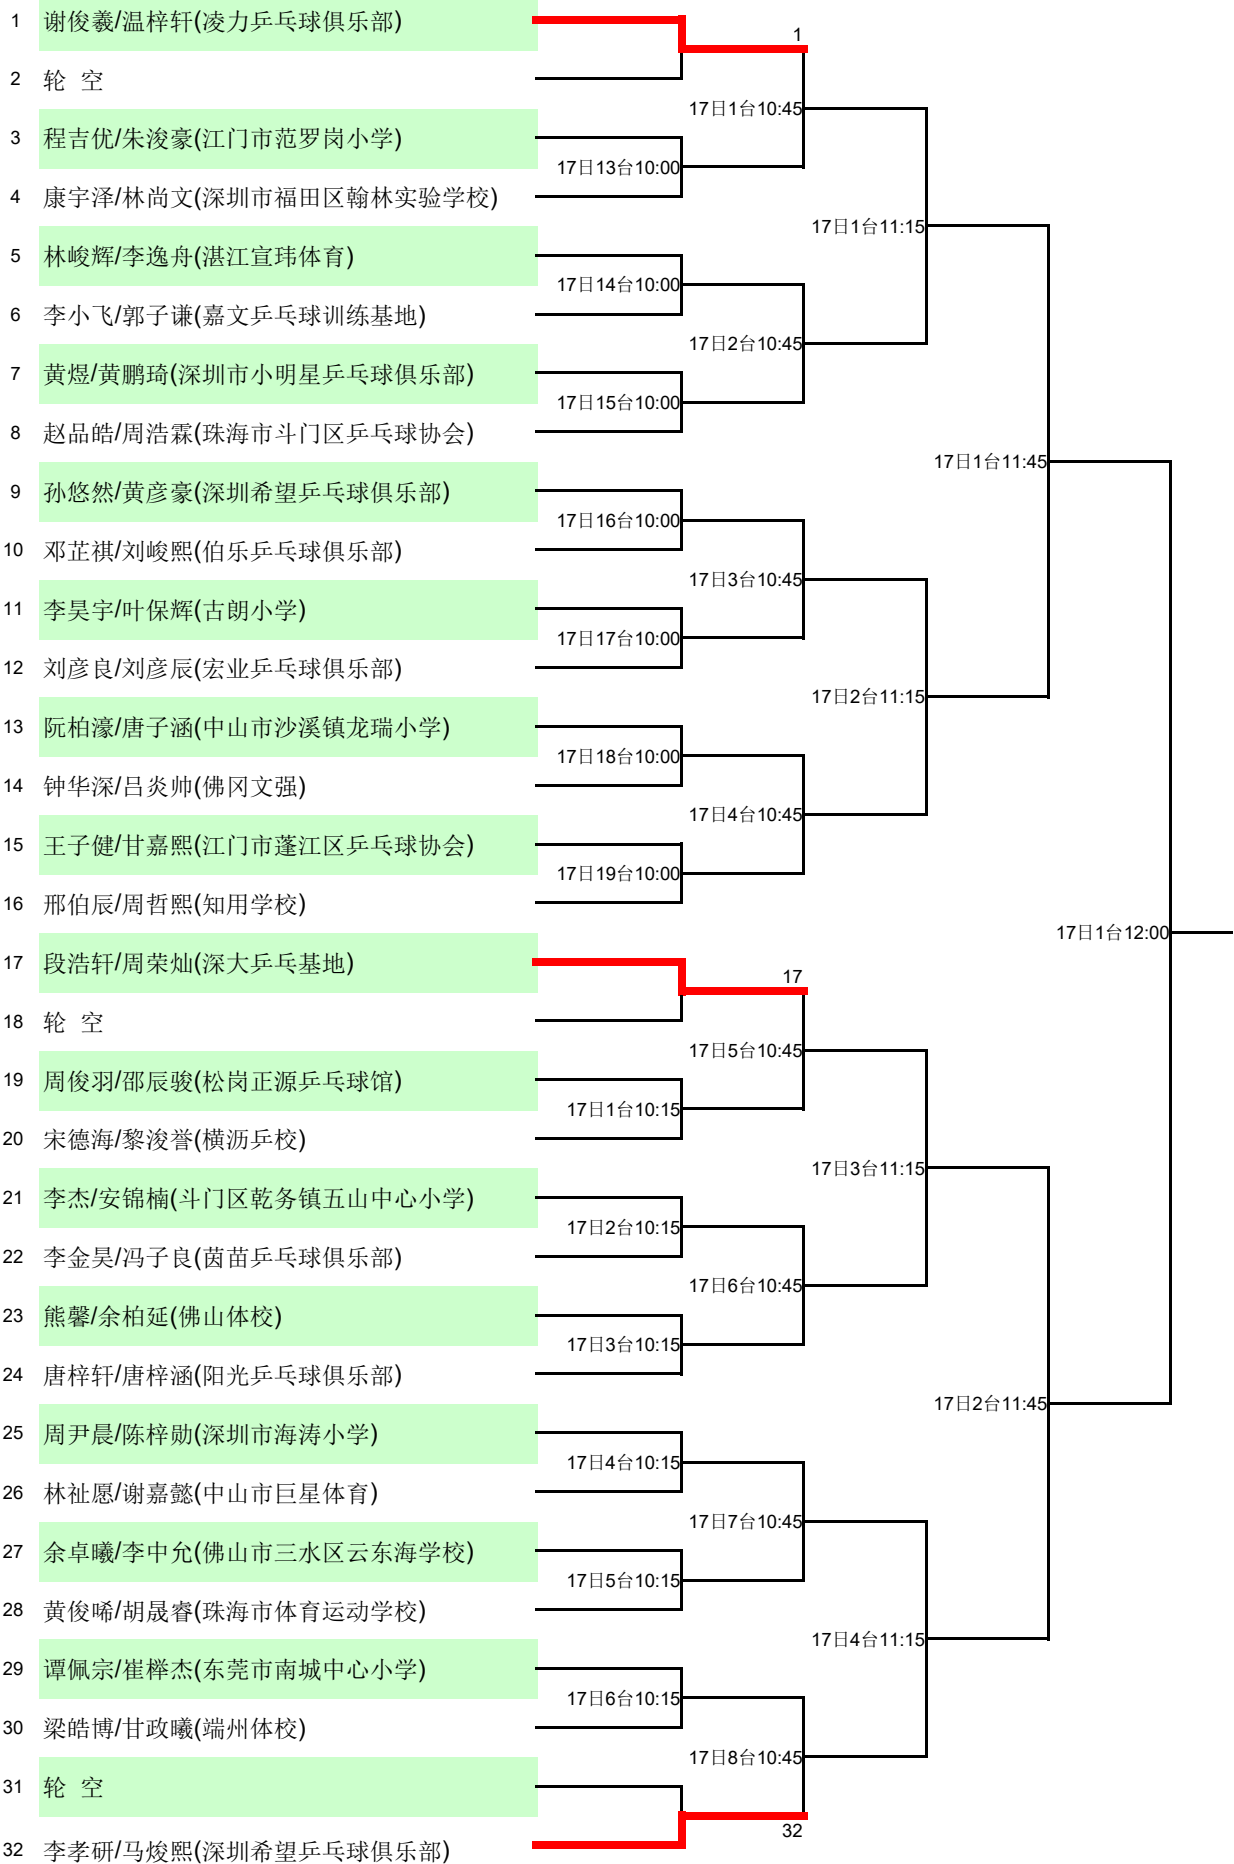 1 谢俊羲/温梓轩(凌力乒乓球俱乐部)
1
2 轮 空
17日1台10:45
3 程吉优/朱浚豪(江门市范罗岗小学)
17日13台10:00
4 康宇泽/林尚文(深圳市福田区翰林实验学校)
17日1台11:15
5 林峻辉/李逸舟(湛江宣玮体育)
17日14台10:00
6 李小飞/郭子谦(嘉文乒乓球训练基地)
17日2台10:45
7 黄煜/黄鹏琦(深圳市小明星乒乓球俱乐部)
17日15台10:00
8 赵品皓/周浩霖(珠海市斗门区乒乓球协会)
17日1台11:45
9 孙悠然/黄彦豪(深圳希望乒乓球俱乐部)
17日16台10:00
10 邓芷祺/刘峻熙(伯乐乒乓球俱乐部)
17日3台10:45
11 李昊宇/叶保辉(古朗小学)
17日17台10:00
12 刘彦良/刘彦辰(宏业乒乓球俱乐部)
17日2台11:15
13 阮柏濠/唐子涵(中山市沙溪镇龙瑞小学)
17日18台10:00
14 钟华深/吕炎帅(佛冈文强)
17日4台10:45
15 王子健/甘嘉熙(江门市蓬江区乒乓球协会)
17日19台10:00
16 邢伯辰/周哲熙(知用学校)
17日1台12:00
17 段浩轩/周荣灿(深大乒乓基地)
17
18 轮 空
17日5台10:45
19 周俊羽/邵辰骏(松岗正源乒乓球馆)
17日1台10:15
20 宋德海/黎浚誉(横沥乒校)
17日3台11:15
21 李杰/安锦楠(斗门区乾务镇五山中心小学)
17日2台10:15
22 李金昊/冯子良(茵苗乒乓球俱乐部)
17日6台10:45
23 熊馨/余柏延(佛山体校)
17日3台10:15
24 唐梓轩/唐梓涵(阳光乒乓球俱乐部)
17日2台11:45
25 周尹晨/陈梓勋(深圳市海涛小学)
17日4台10:15
26 林祉愿/谢嘉懿(中山市巨星体育)
17日7台10:45
27 余卓曦/李中允(佛山市三水区云东海学校)
17日5台10:15
28 黄俊唏/胡晟睿(珠海市体育运动学校)
17日4台11:15
29 谭佩宗/崔榉杰(东莞市南城中心小学)
17日6台10:15
30 梁皓博/甘政曦(端州体校)
17日8台10:45
31 轮 空
32
32 李孝研/马焌熙(深圳希望乒乓球俱乐部)